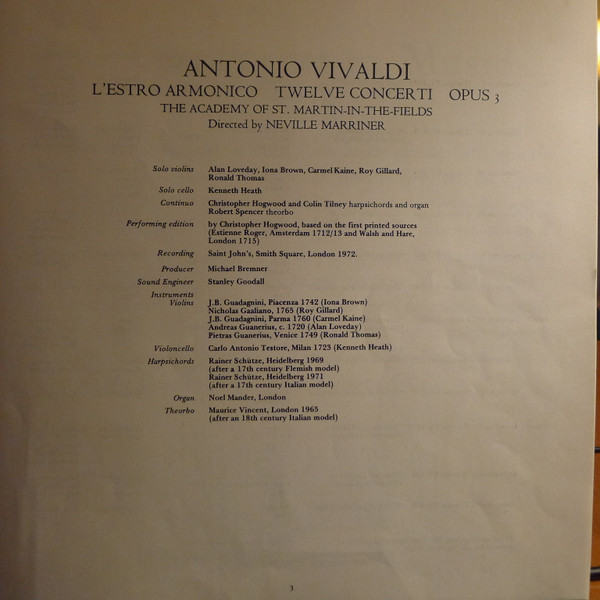 ANTONIO VIVALDI
L'ESTRO ARMONICO TWELVE CONCERTI OPUS 3
THE ACADEMY OF ST. MARTIN-IN-THE-FIELDS
Directed by NEVILLE MARRINER
Solo violins Alan Loveday, Iona Brown, Carmel Kaine, Roy Gillard,
Ronald Thomas
Solo cello Kenneth Heath
Continuo Christopher Hogwood and Colin Tilney harpsichords and organ
Robert Spencer theorbo
Performing edition by Christopher Hogwood, based on the first printed sources
(Estienne Roger, Amsterdam 1712/13 and Walsh and Hare,
London 1715)
Recording Saint John's, Smith Square, London 1972.
Producer Michael Bremner
Sound Engineer Stanley Goodall
Instruments
Violins J.B. Guadagnini, Piacenza 1742 (Iona Brown)
Nicholas Gaaliano, 1765 (Roy Gillard)
J.B. Guadagnini, Parma 1760 (Carmel Kaine)
Andreas Guanerius, c. 1720 (Alan Loveday)
Pietras Guanerius, Venice 1749 (Ronald Thomas)
Violoncello Carlo Antonio Testore, Milan 1723 (Kenneth Heath)
Harpsichords Rainer Schütze, Heidelberg 1969
(after a 17th century Flemish model)
Rainer Schütze, Heidelberg 1971
(after a 17th century Italian model)
Organ Noel Mander, London
Theorbo Maurice Vincent, London 1965
(after an 18th century Italian model)
3